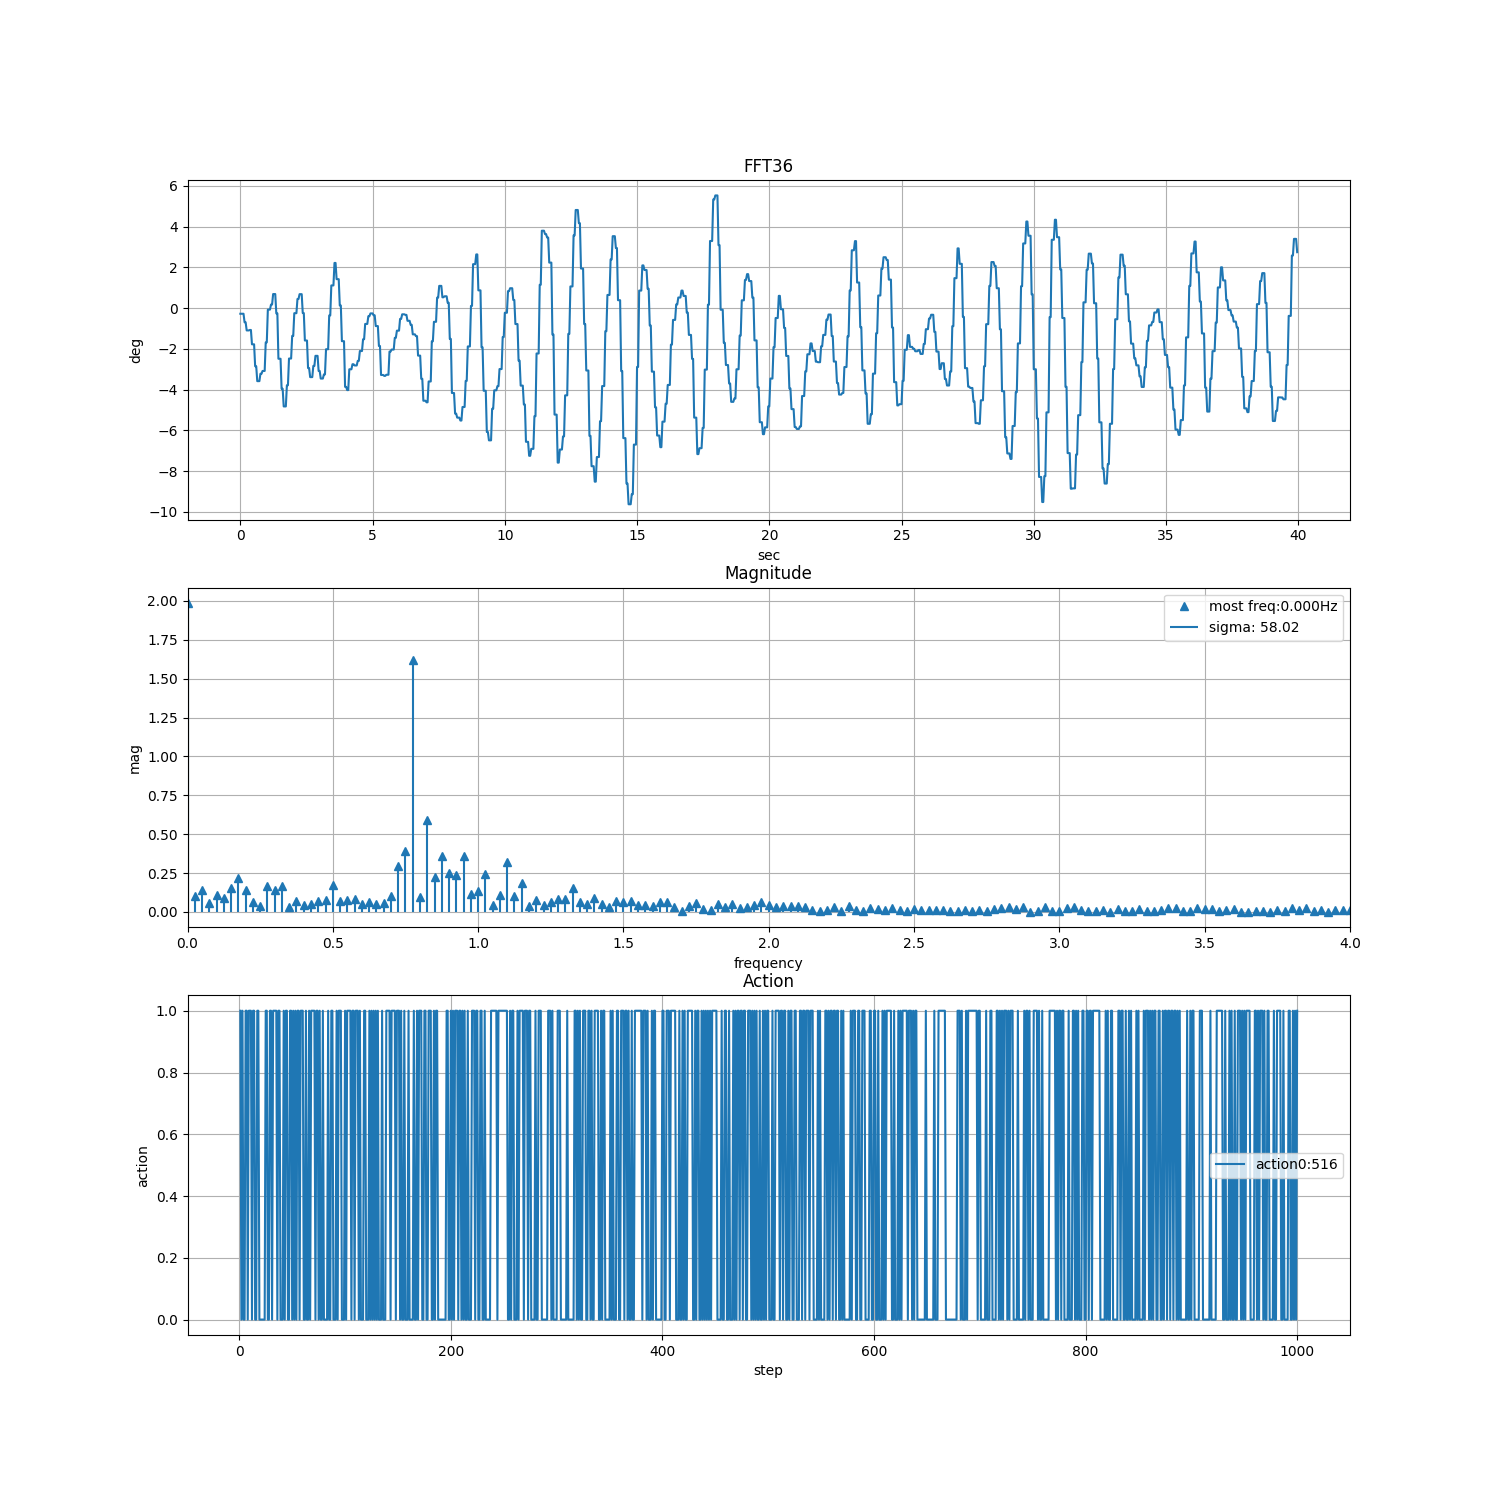 FFT36
6
4
2
0
−2
−4
−6
−8
−10
deg
0 5 10 15 20 25 30 35 40
sec
Magnitude
2.00
1.75
1.50
1.25
1.00
0.75
0.50
0.25
0.00
mag
most freq:0.000Hz
sigma: 58.02
0.0 0.5 1.0 1.5 2.0 2.5 3.0 3.5 4.0
frequency
Action
1.0
0.8
0.6
0.4
0.2
0.0
action
action0:516
0 200 400 600 800 1000
step